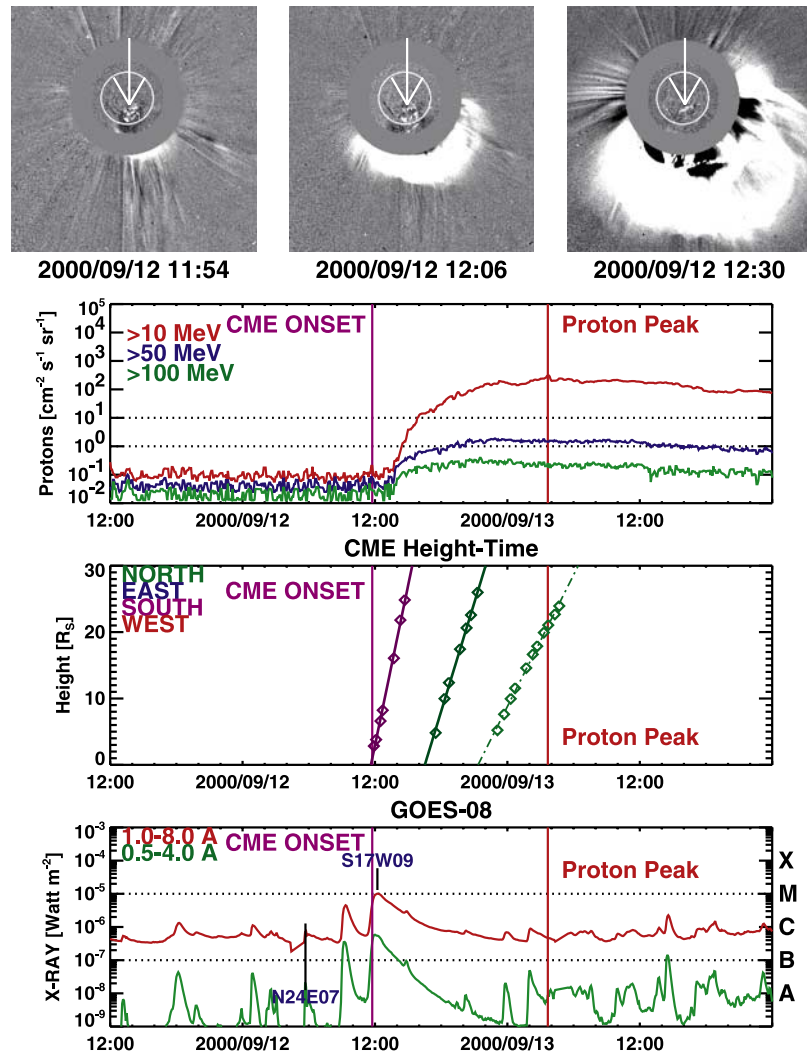 2000/09/12 11:54
2000/09/12 12:06
2000/09/12 12:30
CME ONSET
Proton Peak
>10 MeV
>50 MeV
>100 MeV
Protons [cm⁻² s⁻¹ sr⁻¹]
10⁵
10⁴
10³
10²
10¹
10⁰
10⁻¹
10⁻²
12:00
2000/09/12
12:00
2000/09/13
12:00
CME Height-Time
NORTH
EAST
SOUTH
WEST
CME ONSET
Proton Peak
Height [R_S]
30
20
10
0
12:00
2000/09/12
12:00
2000/09/13
12:00
GOES-08
1.0-8.0 A
0.5-4.0 A
CME ONSET
S17W09
Proton Peak
N24E07
X-RAY [Watt m⁻²]
10⁻³
10⁻⁴
10⁻⁵
10⁻⁶
10⁻⁷
10⁻⁸
10⁻⁹
X
M
C
B
A
12:00
2000/09/12
12:00
2000/09/13
12:00